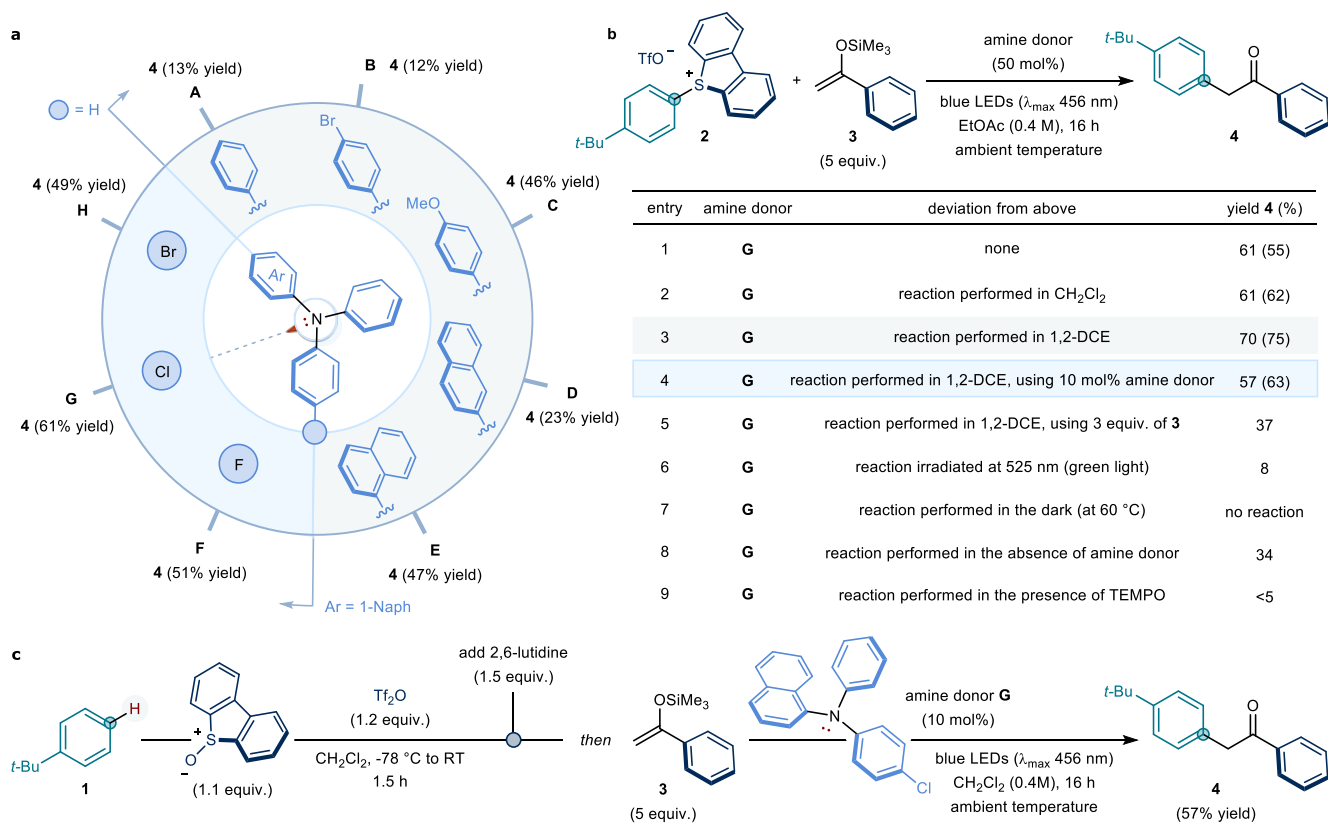 a
4 (13% yield)
A
= H
B 4 (12% yield)
Br
4 (49% yield)
H
4 (46% yield)
C
MeO
Br
Ar
N
Cl
G
4 (61% yield)
D
4 (23% yield)
F
F
4 (51% yield)
E
4 (47% yield)
Ar = 1-Naph
b
TfO−
+
S
t-Bu
2
+
OSiMe3
3
(5 equiv.)
amine donor
(50 mol%)
blue LEDs (λmax 456 nm)
EtOAc (0.4 M), 16 h
ambient temperature
t-Bu
O
4
entry amine donor deviation from above yield 4 (%)
1 G none 61 (55)
2 G reaction performed in CH2Cl2 61 (62)
3 G reaction performed in 1,2-DCE 70 (75)
4 G reaction performed in 1,2-DCE, using 10 mol% amine donor 57 (63)
5 G reaction performed in 1,2-DCE, using 3 equiv. of 3 37
6 G reaction irradiated at 525 nm (green light) 8
7 G reaction performed in the dark (at 60 °C) no reaction
8 G reaction performed in the absence of amine donor 34
9 G reaction performed in the presence of TEMPO <5
c
H
t-Bu
1
+
S
O
−
(1.1 equiv.)
Tf2O
(1.2 equiv.)
CH2Cl2, -78 °C to RT
1.5 h
add 2,6-lutidine
(1.5 equiv.)
then
OSiMe3
3
(5 equiv.)
N
Cl
amine donor G
(10 mol%)
blue LEDs (λmax 456 nm)
CH2Cl2 (0.4M), 16 h
ambient temperature
t-Bu
O
4
(57% yield)